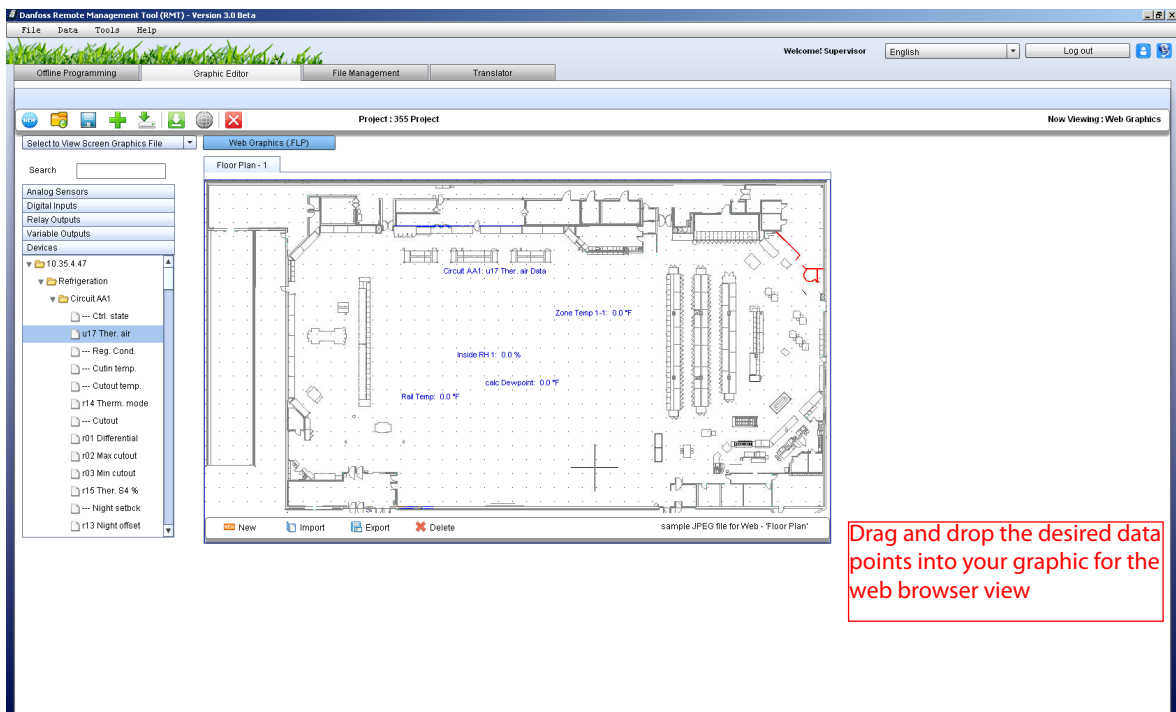 Danfoss Remote Management Tool (RMT) - Version 3.0 Beta
File Data Tools Help
Welcome! Supervisor English Log out
Offline Programming Graphic Editor File Management Translator
NEW Project : 355 Project Now Viewing : Web Graphics
Select to View Screen Graphics File Web Graphics (.FLP)
Search
Floor Plan - 1
Analog Sensors
Digital Inputs
Relay Outputs
Variable Outputs
Devices
10.35.4.47
Refrigeration
Circuit AA1
--- Ctrl. state
u17 Ther. air
--- Reg. Cond.
--- Cutin temp.
--- Cutout temp.
r14 Therm. mode
--- Cutout
r01 Differential
r02 Max cutout
r03 Min cutout
r15 Ther. S4 %
--- Night setbck
r13 Night offset
Circuit AA1: u17 Ther. air Data
Zone Temp 1-1: 0.0 °F
Inside RH 1: 0.0 %
calc Dewpoint: 0.0 °F
Rail Temp: 0.0 °F
NEW New Import Export Delete sample JPEG file for Web - 'Floor Plan'
Drag and drop the desired data
points into your graphic for the
web browser view